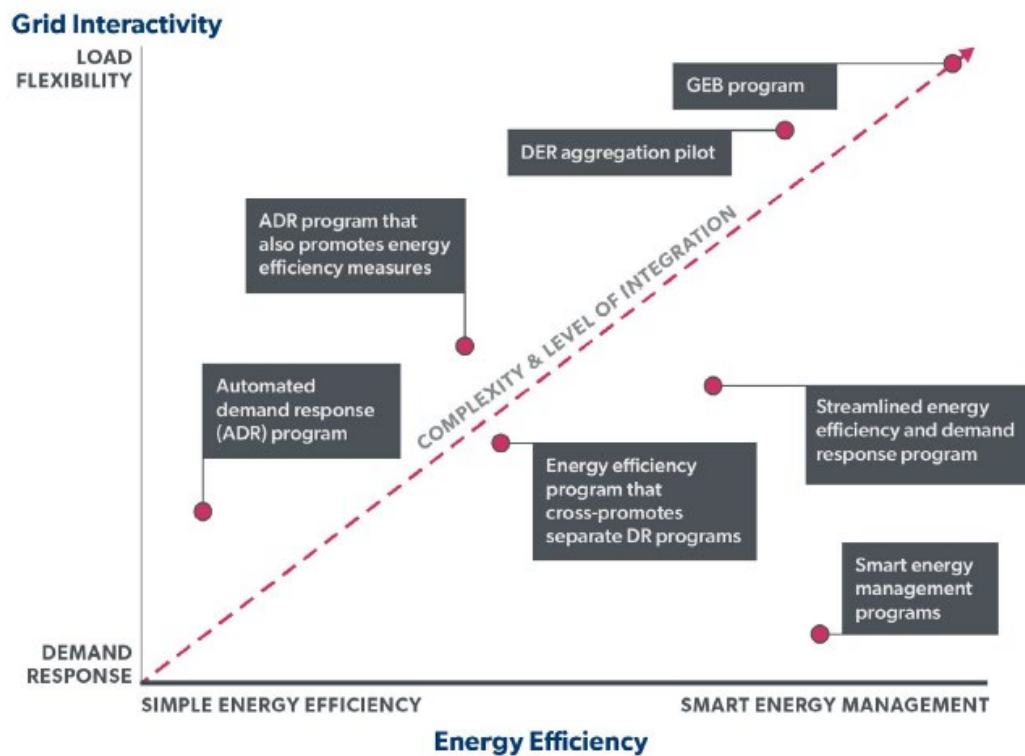 Grid Interactivity
LOAD
FLEXIBILITY
GEB program
DER aggregation pilot
ADR program that
also promotes energy
efficiency measures
COMPLEXITY & LEVEL OF INTEGRATION
Automated
demand response
(ADR) program
Streamlined energy
efficiency and demand
response program
Energy efficiency
program that
cross-promotes
separate DR programs
Smart energy
management
programs
DEMAND
RESPONSE
SIMPLE ENERGY EFFICIENCY
SMART ENERGY MANAGEMENT
Energy Efficiency